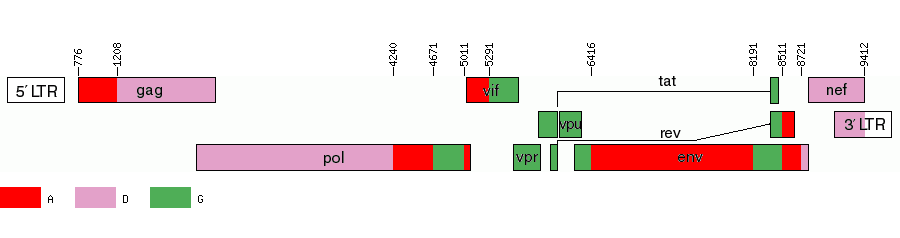 776
1208
4240
4671
5011
5291
6416
8191
8511
8721
9412
5′ LTR
gag
vif
tat
nef
vpu
rev
3′ LTR
pol
vpr
env
A
D
G